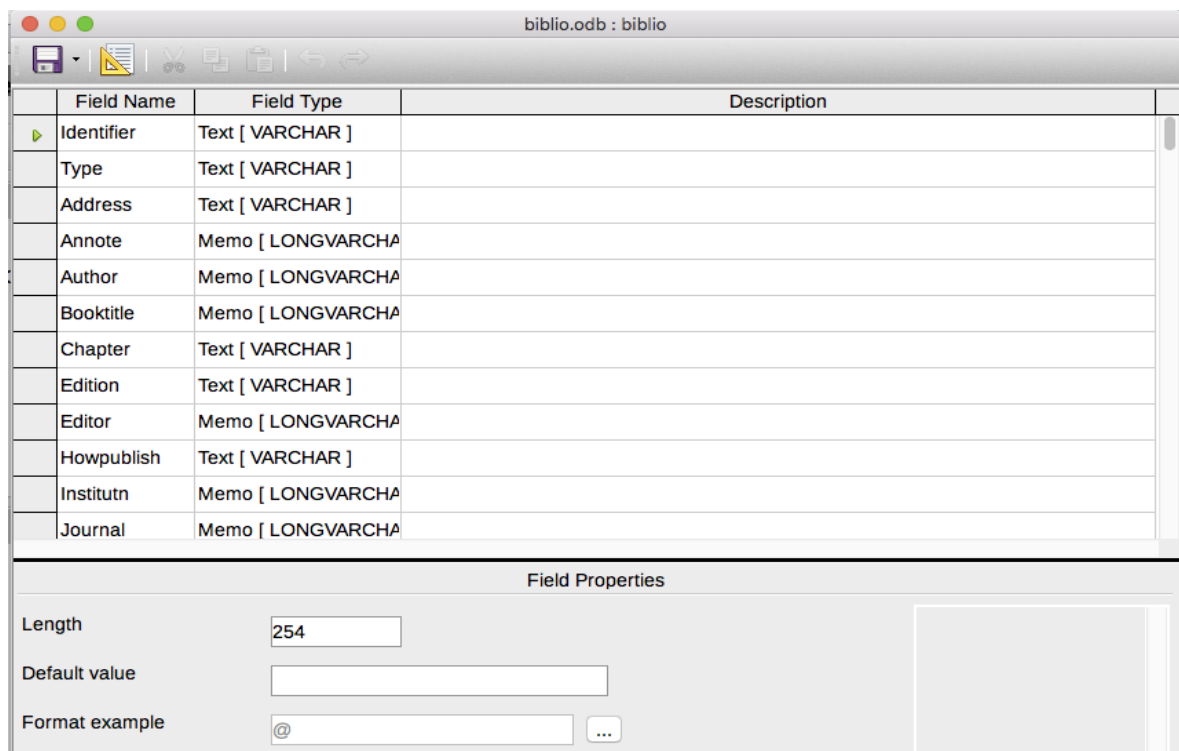 biblio.odb : biblio
Field Name Field Type Description
Identifier Text [ VARCHAR ]
Type Text [ VARCHAR ]
Address Text [ VARCHAR ]
Annote Memo [ LONGVARCHA
Author Memo [ LONGVARCHA
Booktitle Memo [ LONGVARCHA
Chapter Text [ VARCHAR ]
Edition Text [ VARCHAR ]
Editor Memo [ LONGVARCHA
Howpublish Text [ VARCHAR ]
Institutn Memo [ LONGVARCHA
Journal Memo [ LONGVARCHA
Field Properties
Length 254
Default value
Format example @ ...